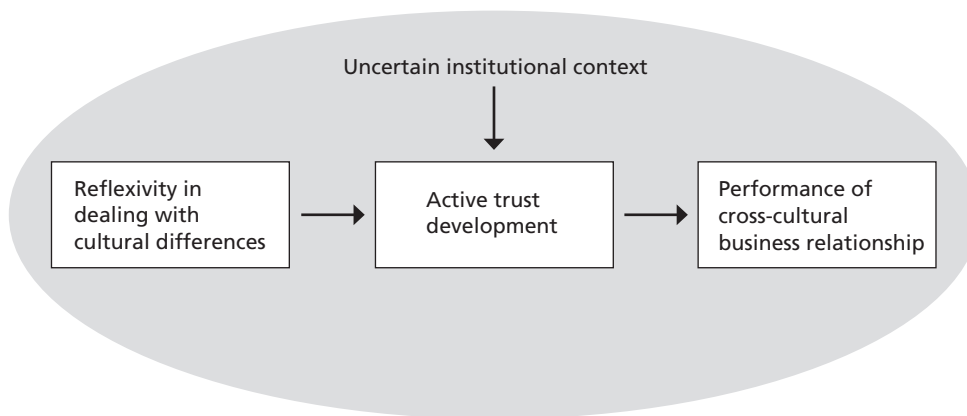 Uncertain institutional context
Reflexivity in
dealing with
cultural differences
Active trust
development
Performance of
cross-cultural
business relationship